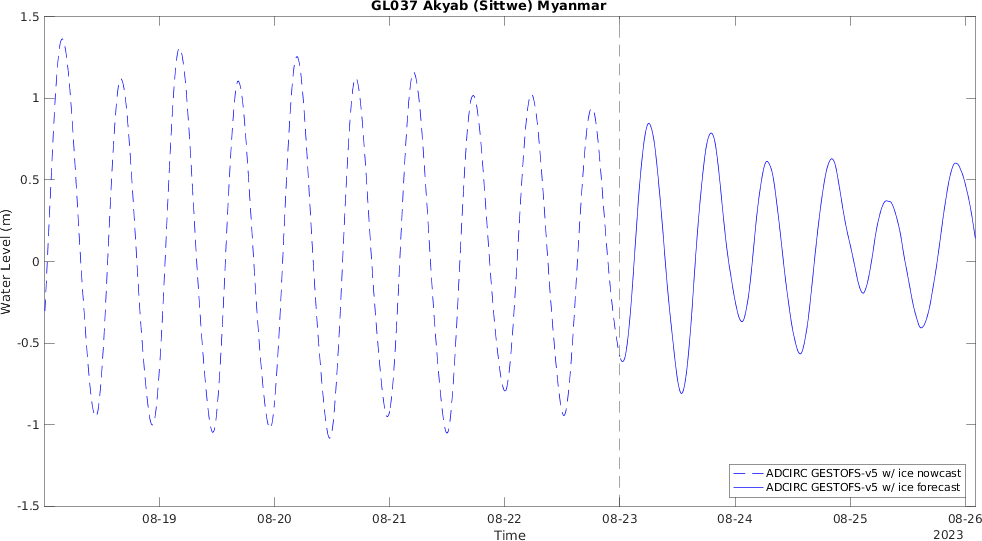 GL037 Akyab (Sittwe) Myanmar
1.5
1
0.5
0
-0.5
-1
-1.5
Water Level (m)
08-19 08-20 08-21 08-22 08-23 08-24 08-25 08-26
Time
2023
ADCIRC GESTOFS-v5 w/ ice nowcast
ADCIRC GESTOFS-v5 w/ ice forecast